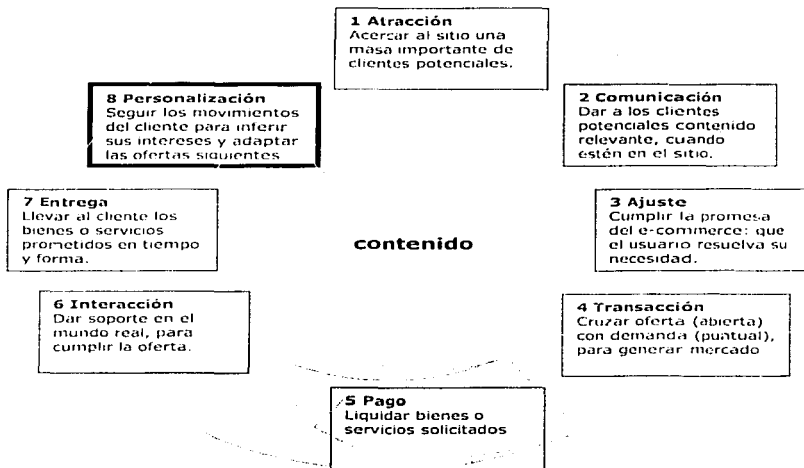 1 Atracción
Acercar al sitio una
masa importante de
clientes potenciales.
2 Comunicación
Dar a los clientes
potenciales contenido
relevante, cuando
estén en el sitio.
3 Ajuste
Cumplir la promesa
del e-commerce: que
el usuario resuelva su
necesidad.
4 Transacción
Cruzar oferta (abierta)
con demanda (puntual),
para generar mercado
5 Pago
Liquidar bienes o
servicios solicitados
6 Interacción
Dar soporte en el
mundo real, para
cumplir la oferta.
7 Entrega
Llevar al cliente los
bienes o servicios
prometidos en tiempo
y forma.
8 Personalización
Seguir los movimientos
del cliente para inferir
sus intereses y adaptar
las ofertas siguientes
contenido